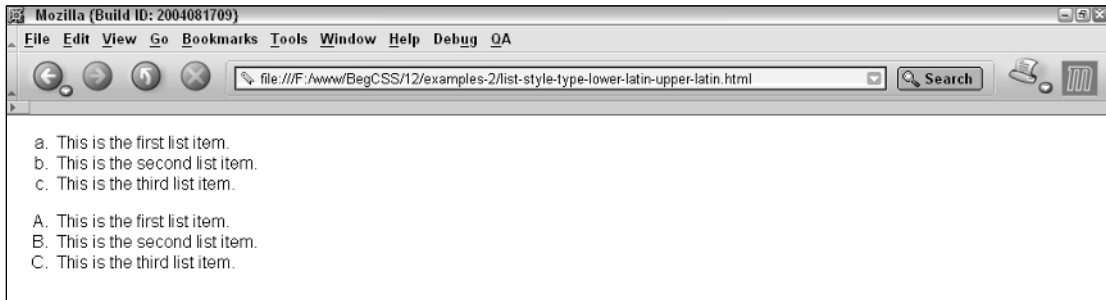 Mozilla {Build ID: 2004081709}
File Edit View Go Bookmarks Tools Window Help Debug QA
file:///F:/www/BegCSS/12/examples-2/list-style-type-lower-latin-upper-latin.html Search
a. This is the first list item.
b. This is the second list item.
c. This is the third list item.
A. This is the first list item.
B. This is the second list item.
C. This is the third list item.